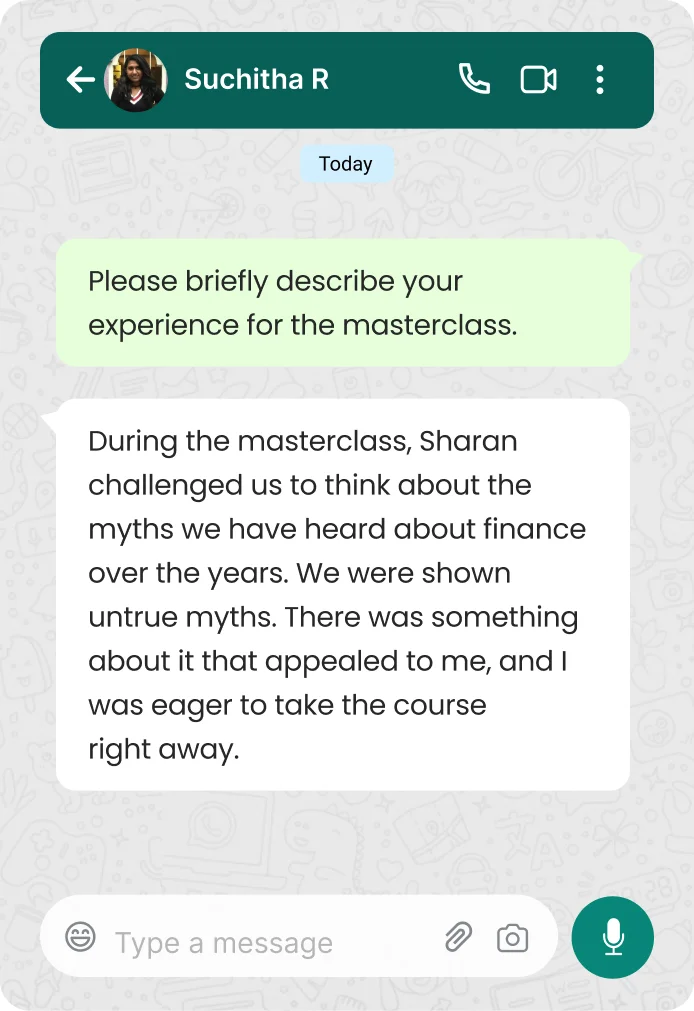 Suchitha R
Today
Please briefly describe your
experience for the masterclass.
During the masterclass, Sharan
challenged us to think about the
myths we have heard about finance
over the years. We were shown
untrue myths. There was something
about it that appealed to me, and I
was eager to take the course
right away.
Type a message